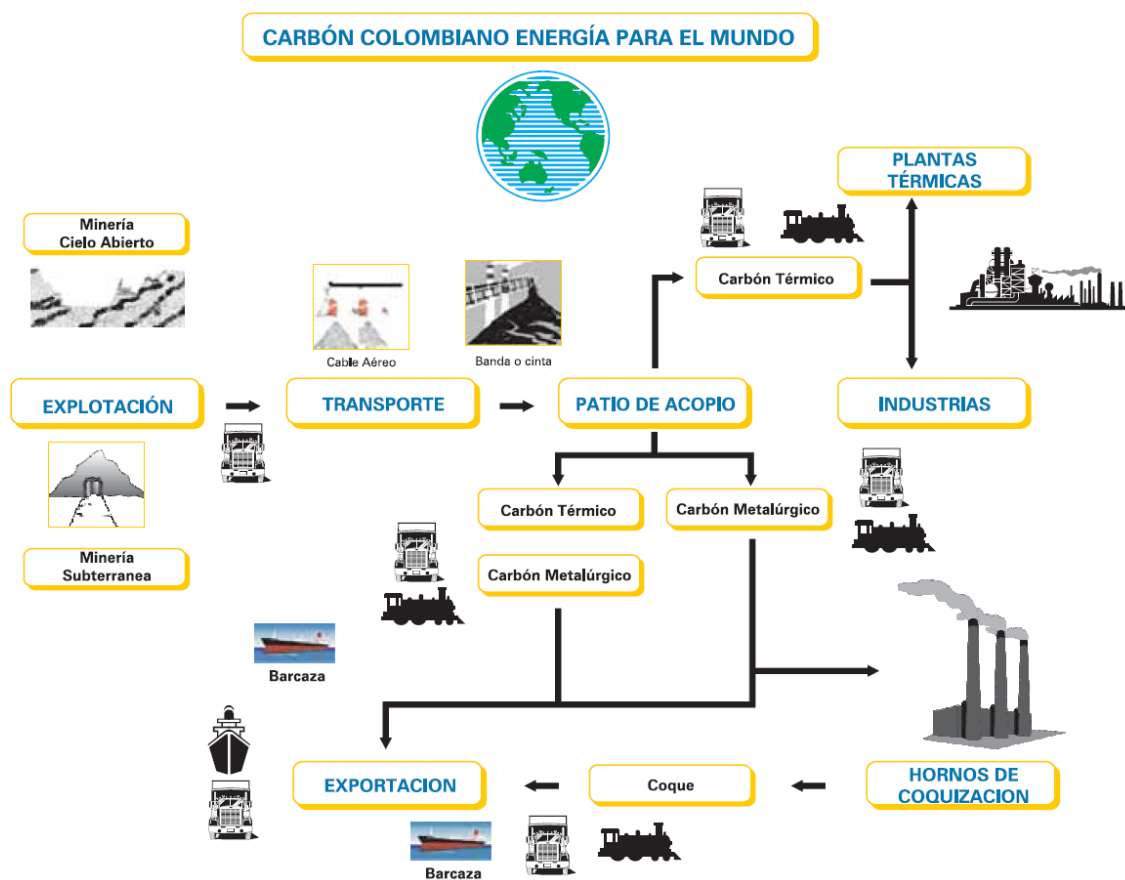 CARBÓN COLOMBIANO ENERGÍA PARA EL MUNDO
PLANTAS
TÉRMICAS
Minería
Cielo Abierto
Carbón Térmico
Cable Aéreo
Banda o cinta
EXPLOTACIÓN
TRANSPORTE
PATIO DE ACOPIO
INDUSTRIAS
Carbón Térmico
Carbón Metalúrgico
Minería
Subterranea
Carbón Metalúrgico
Barcaza
EXPORTACION
Coque
HORNOS DE
COQUIZACION
Barcaza